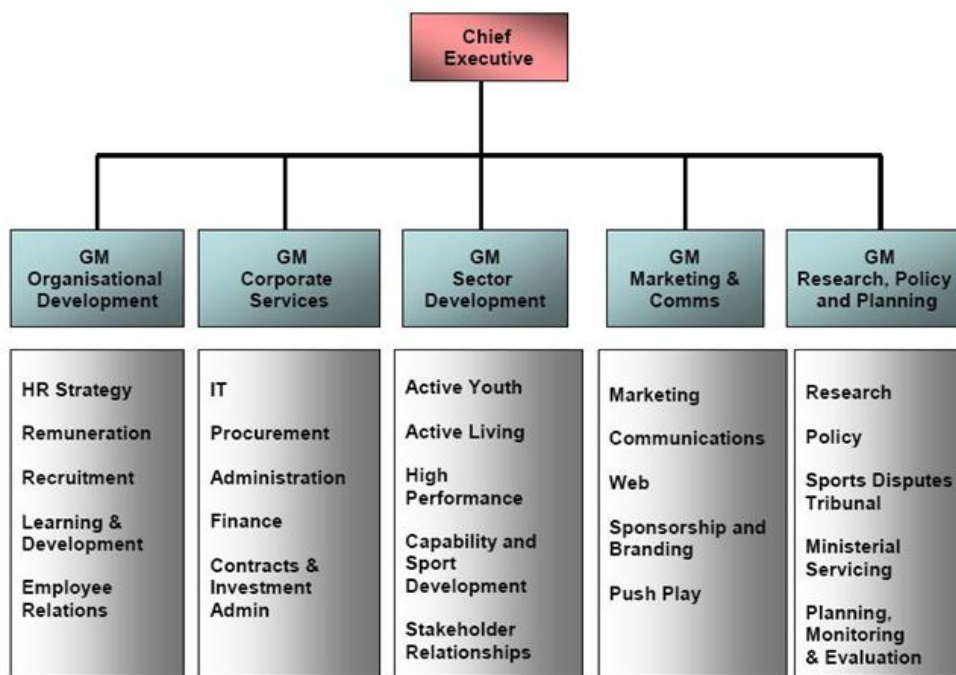 Chief
Executive
GM
Organisational
Development
GM
Corporate
Services
GM
Sector
Development
GM
Marketing &
Comms
GM
Research, Policy
and Planning
HR Strategy
Remuneration
Recruitment
Learning &
Development
Employee
Relations
IT
Procurement
Administration
Finance
Contracts &
Investment
Admin
Active Youth
Active Living
High
Performance
Capability and
Sport
Development
Stakeholder
Relationships
Marketing
Communications
Web
Sponsorship and
Branding
Push Play
Research
Policy
Sports Disputes
Tribunal
Ministerial
Servicing
Planning,
Monitoring
& Evaluation